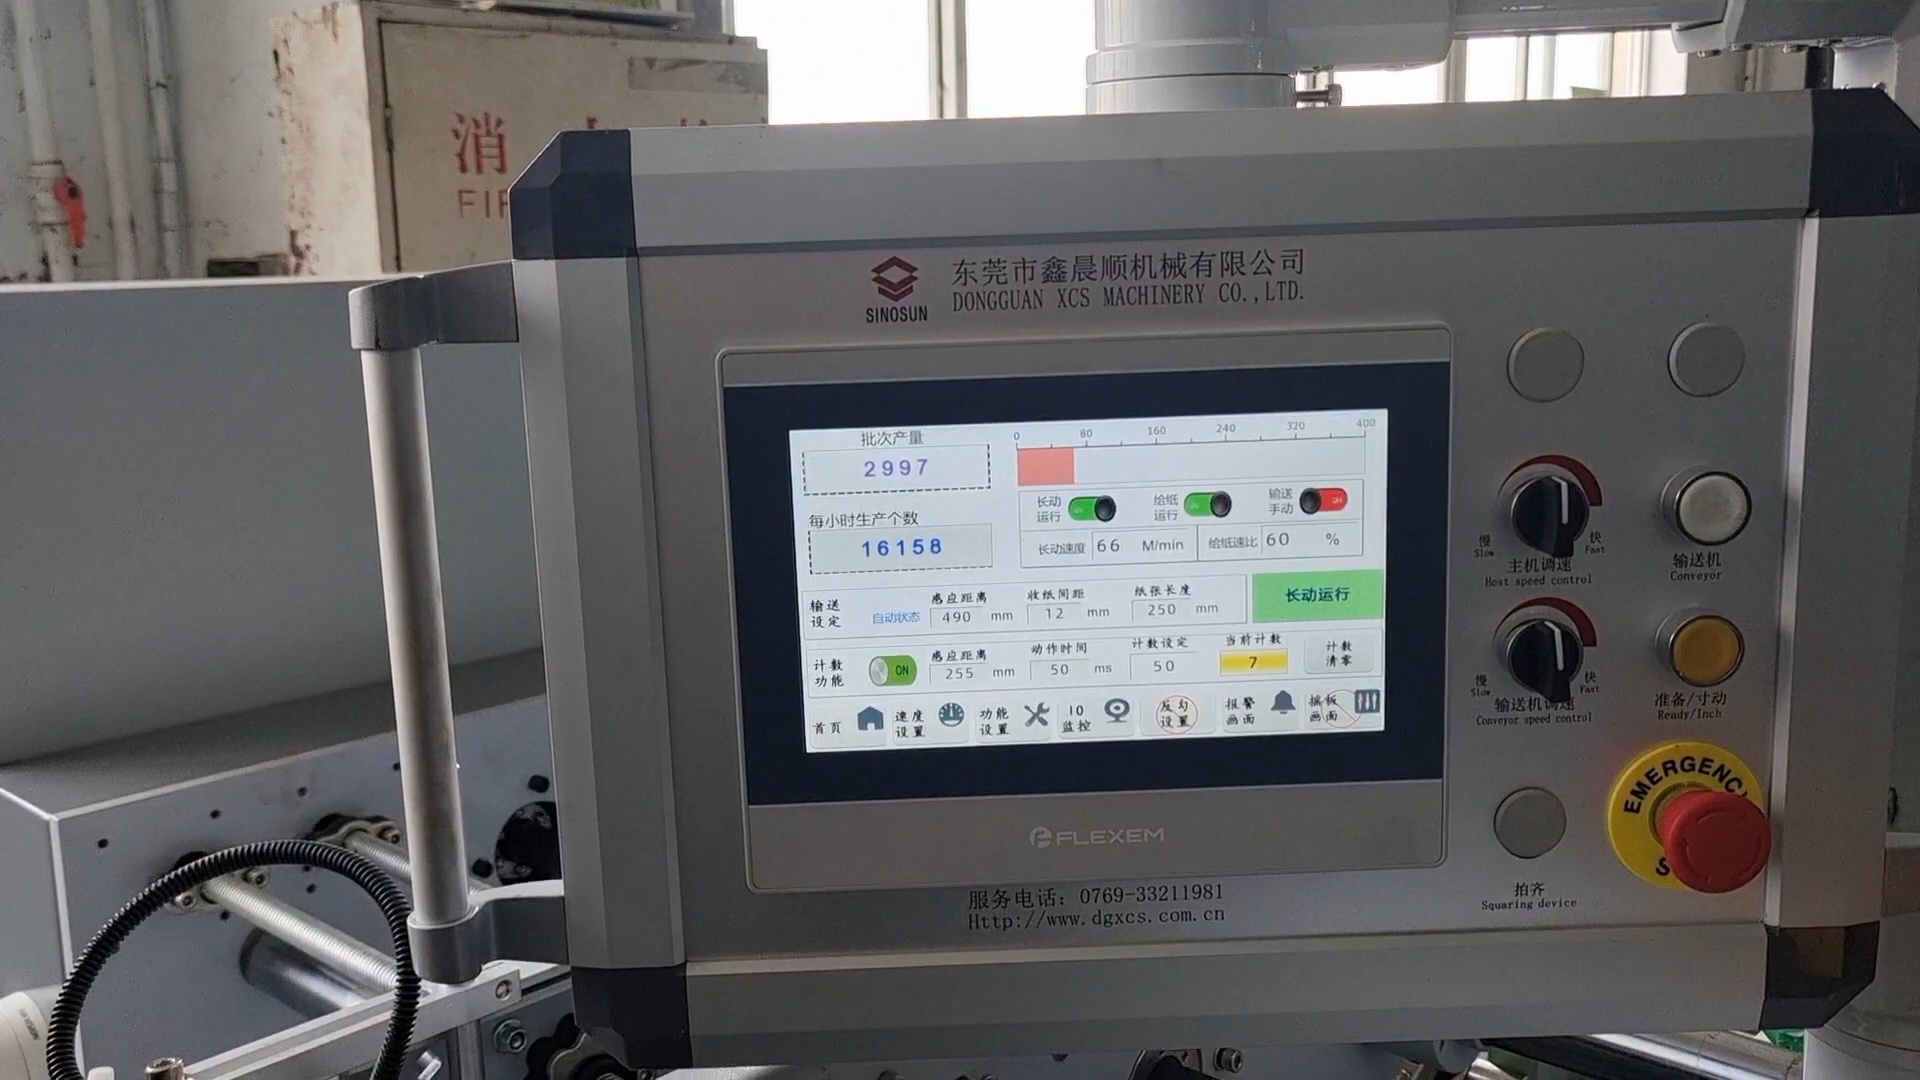 消
FI
SINOSUN
东莞市鑫晨顺机械有限公司
DONGGUAN XCS MACHINERY CO.,LTD.
批次产量
2997
0 80 160 240 320 400
每小时生产个数
16158
长动运行 ON
给纸运行 ON
输送手动 OFF
长动速度 66 M/min
给纸速比 60 %
输送设定 自动状态
感应距离 490 mm
收纸间距 12 mm
纸张长度 250 mm
长动运行
计数功能 ON
感应距离 255 mm
动作时间 50 ms
计数设定 50
当前计数 7
计数清零
首页
速度设置
功能设置
IO监控
反勾设置
报警画面
摇板画面
FLEXEM
服务电话：0769-33211981
Http://www.dgxcs.com.cn
慢 Slow
快 Fast
主机调速
Host speed control
输送机
Conveyor
慢 Slow
快 Fast
输送机调速
Conveyor speed control
准备/寸动
Ready/Inch
拍齐
Squaring device
EMERGENCY
S